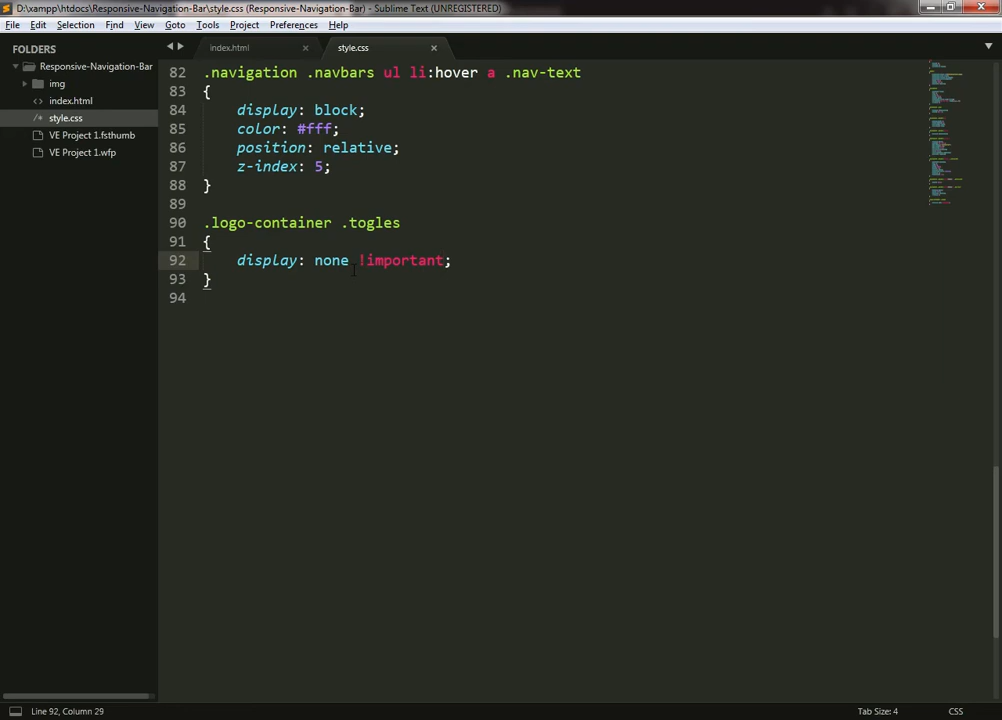 D:\xampp\htdocs\Responsive-Navigation-Bar\style.css (Responsive-Navigation-Bar) - Sublime Text (UNREGISTERED)
File Edit Selection Find View Goto Tools Project Preferences Help
FOLDERS
Responsive-Navigation-Bar
img
<> index.html
/* style.css
VE Project 1.fsthumb
VE Project 1.wfp
index.html style.css
82 .navigation .navbars ul li:hover a .nav-text
83 {
84 display: block;
85 color: #fff;
86 position: relative;
87 z-index: 5;
88 }
89
90 .logo-container .togles
91 {
92 display: none !important;
93 }
94
Line 92, Column 29 Tab Size: 4 CSS